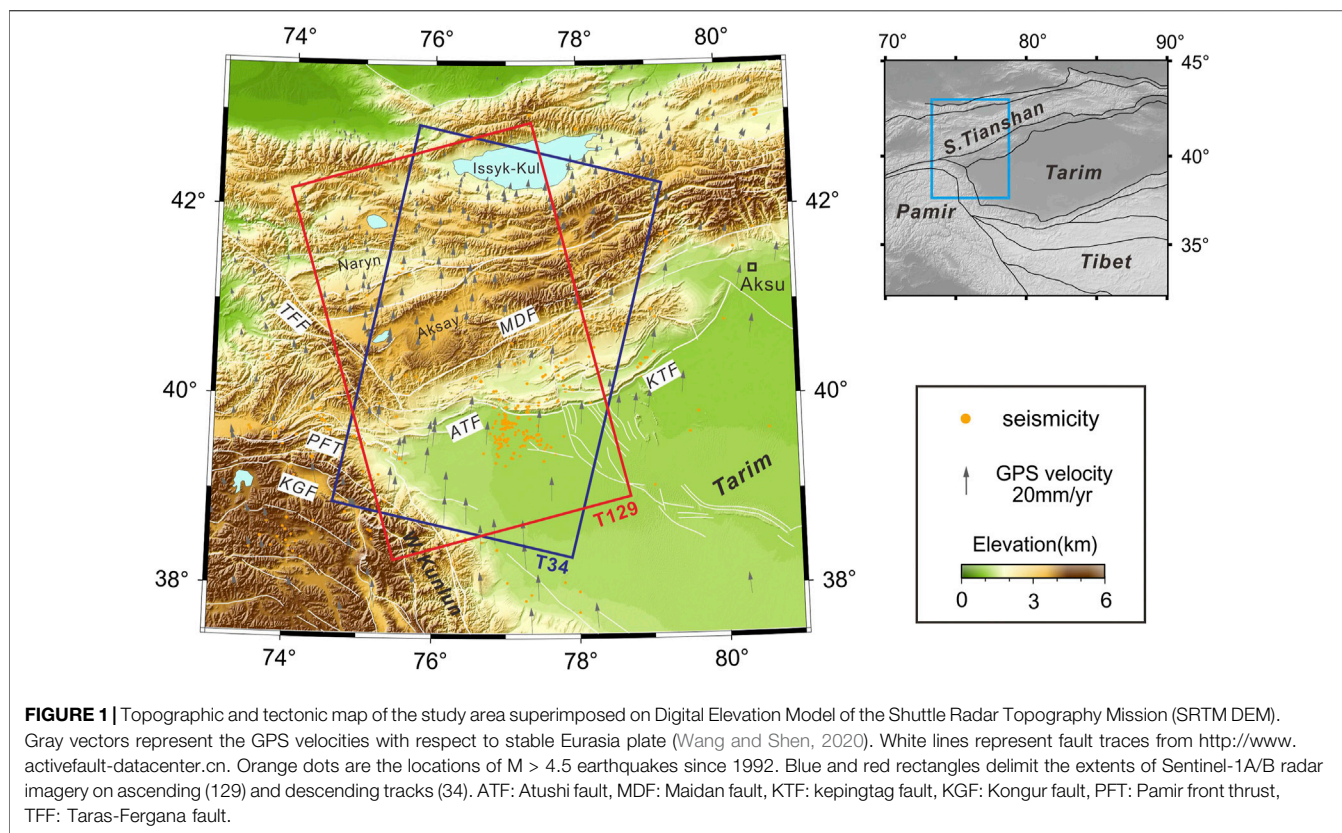 74°
76°
78°
80°
70°
80°
90°
45°
40°
35°
S.Tianshan
Tarim
Pamir
Tibet
Issyk-Kul
42°
42°
Naryn
Aksu
TFF
Aksay
MDF
40°
40°
KTF
ATF
PFT
KGF
Tarim
T129
W.Kunlun
T34
38°
38°
74°
76°
78°
80°
seismicity
GPS velocity
20mm/yr
Elevation(km)
0 3 6
FIGURE 1 | Topographic and tectonic map of the study area superimposed on Digital Elevation Model of the Shuttle Radar Topography Mission (SRTM DEM).
Gray vectors represent the GPS velocities with respect to stable Eurasia plate (Wang and Shen, 2020). White lines represent fault traces from http://www.
activefault-datacenter.cn. Orange dots are the locations of M > 4.5 earthquakes since 1992. Blue and red rectangles delimit the extents of Sentinel-1A/B radar
imagery on ascending (129) and descending tracks (34). ATF: Atushi fault, MDF: Maidan fault, KTF: kepingtag fault, KGF: Kongur fault, PFT: Pamir front thrust,
TFF: Taras-Fergana fault.